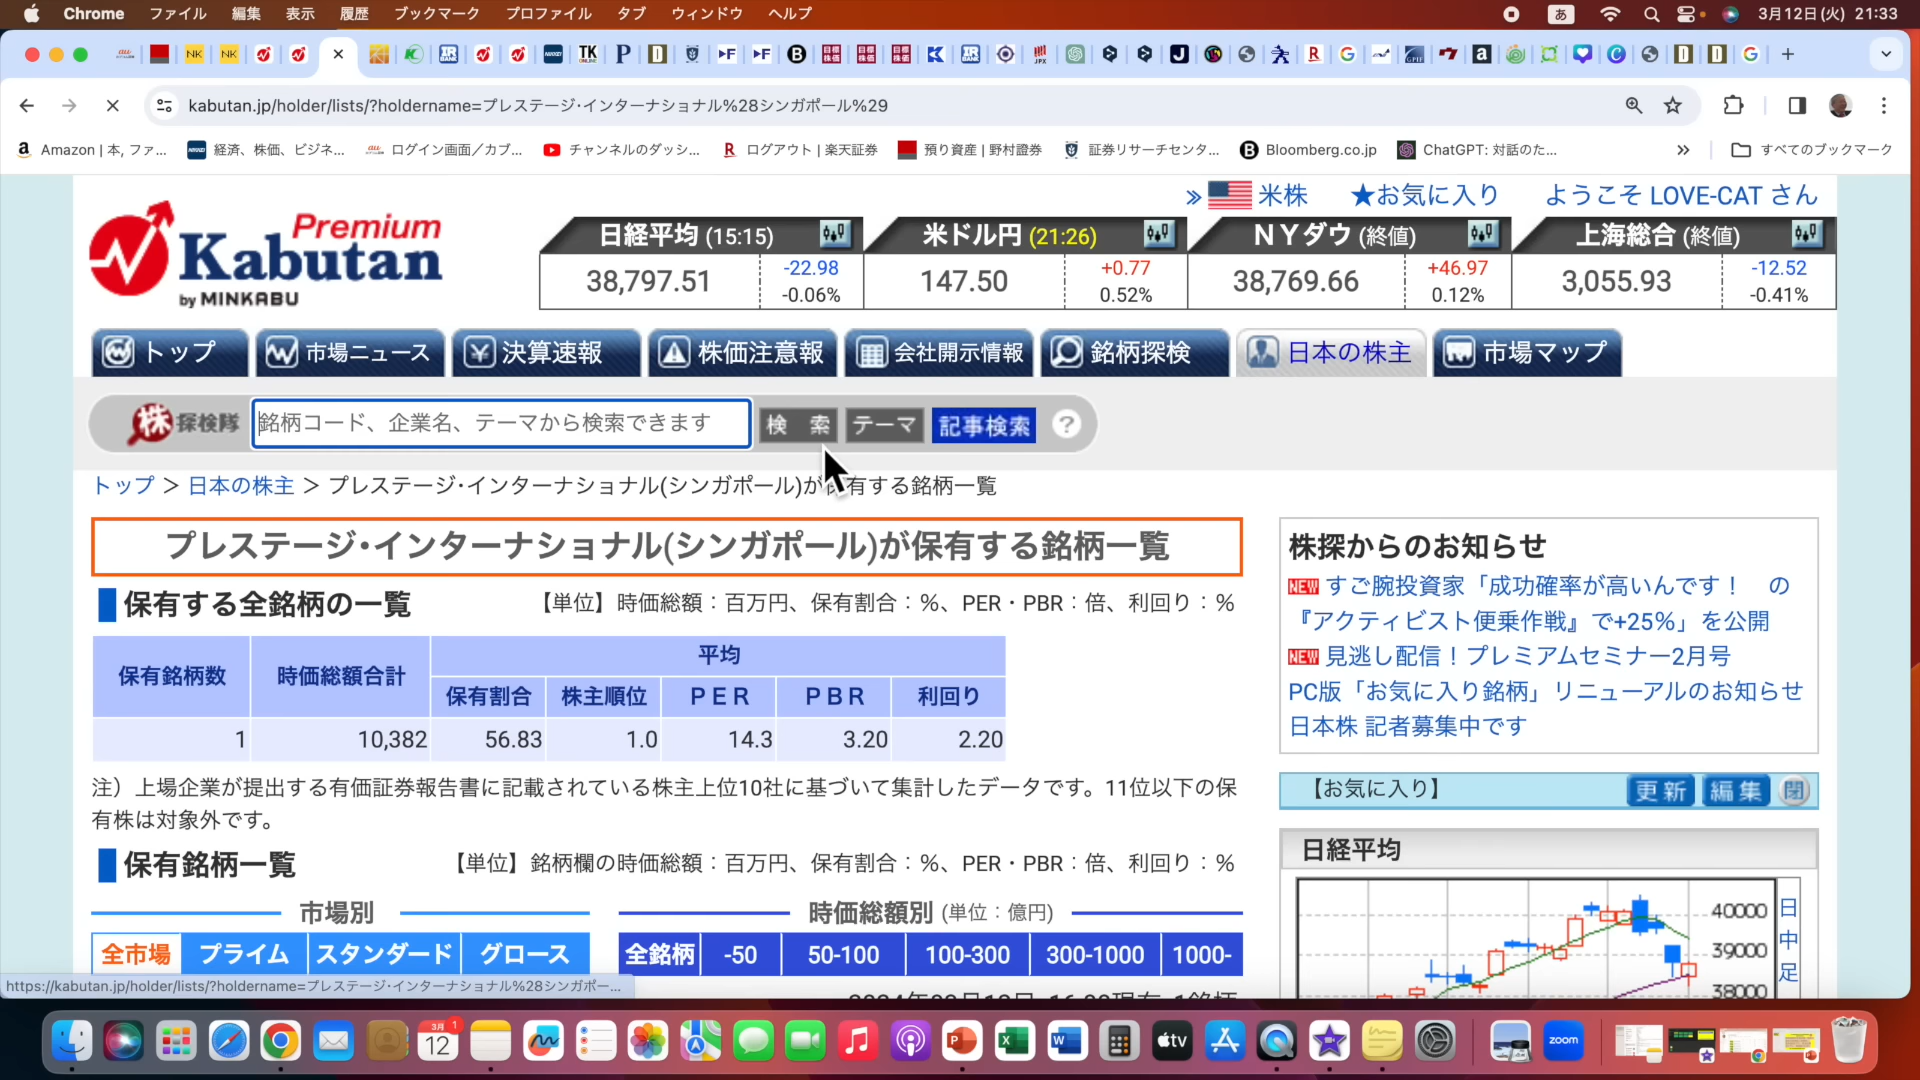 Chrome ファイル 編集 表示 履歴 ブックマーク プロファイル タブ ウィンドウ ヘルプ あ 3月12日(火) 21:33
kabutan.jp/holder/lists/?holdername=プレステージ・インターナショナル%28シンガポール%29
Amazon | 本, ファ... 経済、株価、ビジネ... ログイン画面／カブ... チャンネルのダッシ... ログアウト | 楽天証券 預り資産 | 野村證券 証券リサーチセンタ... Bloomberg.co.jp ChatGPT: 対話のた... » すべてのブックマーク
» 米株 ★お気に入り ようこそ LOVE-CAT さん
Premium
Kabutan
by MINKABU
日経平均 (15:15) 米ドル円 (21:26) NYダウ (終値) 上海総合 (終値)
38,797.51 -22.98 -0.06% 147.50 +0.77 0.52% 38,769.66 +46.97 0.12% 3,055.93 -12.52 -0.41%
トップ 市場ニュース 決算速報 株価注意報 会社開示情報 銘柄探検 日本の株主 市場マップ
株探検隊 銘柄コード、企業名、テーマから検索できます 検 索 テーマ 記事検索 ?
トップ > 日本の株主 > プレステージ・インターナショナル(シンガポール)が保有する銘柄一覧
プレステージ・インターナショナル(シンガポール)が保有する銘柄一覧
保有する全銘柄の一覧 【単位】時価総額：百万円、保有割合：％、PER・PBR：倍、利回り：％
保有銘柄数 時価総額合計 平均
保有割合 株主順位 ＰＥＲ ＰＢＲ 利回り
1 10,382 56.83 1.0 14.3 3.20 2.20
注）上場企業が提出する有価証券報告書に記載されている株主上位10社に基づいて集計したデータです。11位以下の保
有株は対象外です。
保有銘柄一覧 【単位】銘柄欄の時価総額：百万円、保有割合：％、PER・PBR：倍、利回り：％
市場別 時価総額別 (単位：億円)
全市場 プライム スタンダード グロース 全銘柄 -50 50-100 100-300 300-1000 1000-
株探からのお知らせ
NEW すご腕投資家「成功確率が高いんです！　の
『アクティビスト便乗作戦』で+25%」を公開
NEW 見逃し配信！プレミアムセミナー2月号
PC版「お気に入り銘柄」リニューアルのお知らせ
日本株 記者募集中です
【お気に入り】 更新 編集 閉
日経平均
40000
39000
38000
日
中
足
https://kabutan.jp/holder/lists/?holdername=プレステージ・インターナショナル%28シンガポー...
3月 1
12
tv
zoom